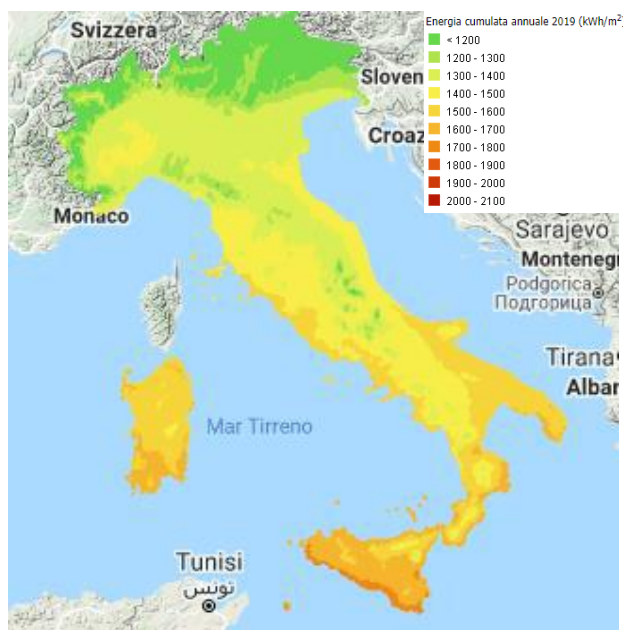 Svizzera
Energia cumulata annuale 2019 (kWh/m²)
< 1200
1200 - 1300
1300 - 1400
1400 - 1500
1500 - 1600
1600 - 1700
1700 - 1800
1800 - 1900
1900 - 2000
2000 - 2100
Sloven
Croaz
Monaco
Sarajevo
Montenegr
Podgorica
Подгорица
Tirana
Albar
Mar Tirreno
Tunisi
تونس